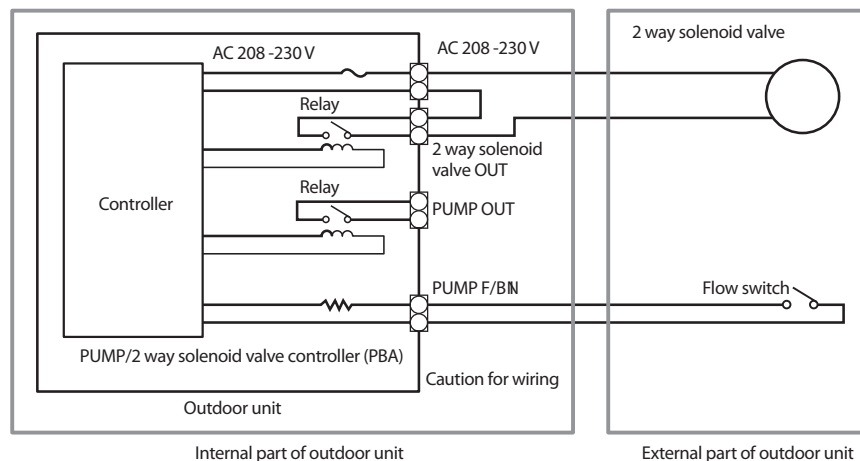 2 way solenoid valve
AC 208 -230 V
AC 208 -230 V
Relay
2 way solenoid
valve OUT
Relay
Controller
PUMP OUT
PUMP F/B IN
Flow switch
PUMP/2 way solenoid valve controller (PBA)
Caution for wiring
Outdoor unit
Internal part of outdoor unit
External part of outdoor unit